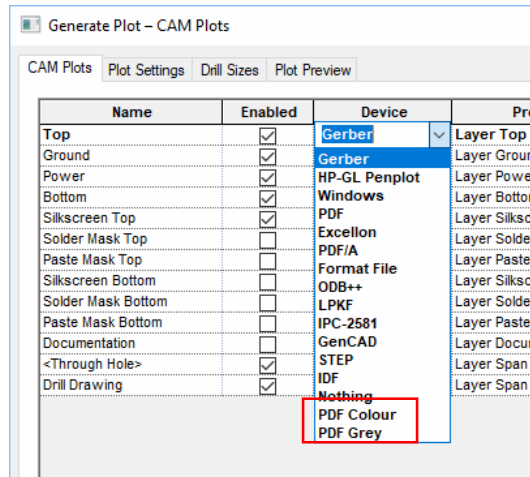 Generate Plot – CAM Plots
CAM Plots Plot Settings Drill Sizes Plot Preview
Name Enabled Device Pr
Top Gerber Layer Top
Ground Layer Groun
Power Layer Powe
Bottom Layer Botto
Silkscreen Top Layer Silksc
Solder Mask Top Layer Solde
Paste Mask Top Layer Paste
Silkscreen Bottom Layer Silksc
Solder Mask Bottom Layer Solde
Paste Mask Bottom Layer Paste
Documentation Layer Docu
<Through Hole> Layer Span
Drill Drawing Layer Span
Gerber
HP-GL Penplot
Windows
PDF
Excellon
PDF/A
Format File
ODB++
LPKF
IPC-2581
GenCAD
STEP
IDF
Nothing
PDF Colour
PDF Grey